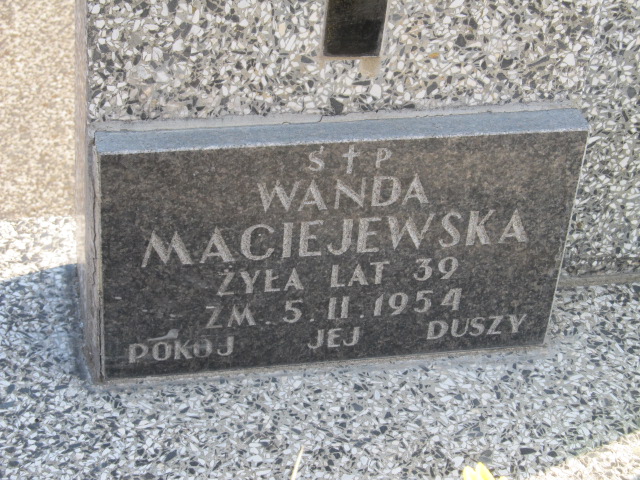 Ś † P
WANDA
MACIEJEWSKA
ŻYŁA LAT 39
ZM. 5. II. 1954
POKÓJ JEJ DUSZY